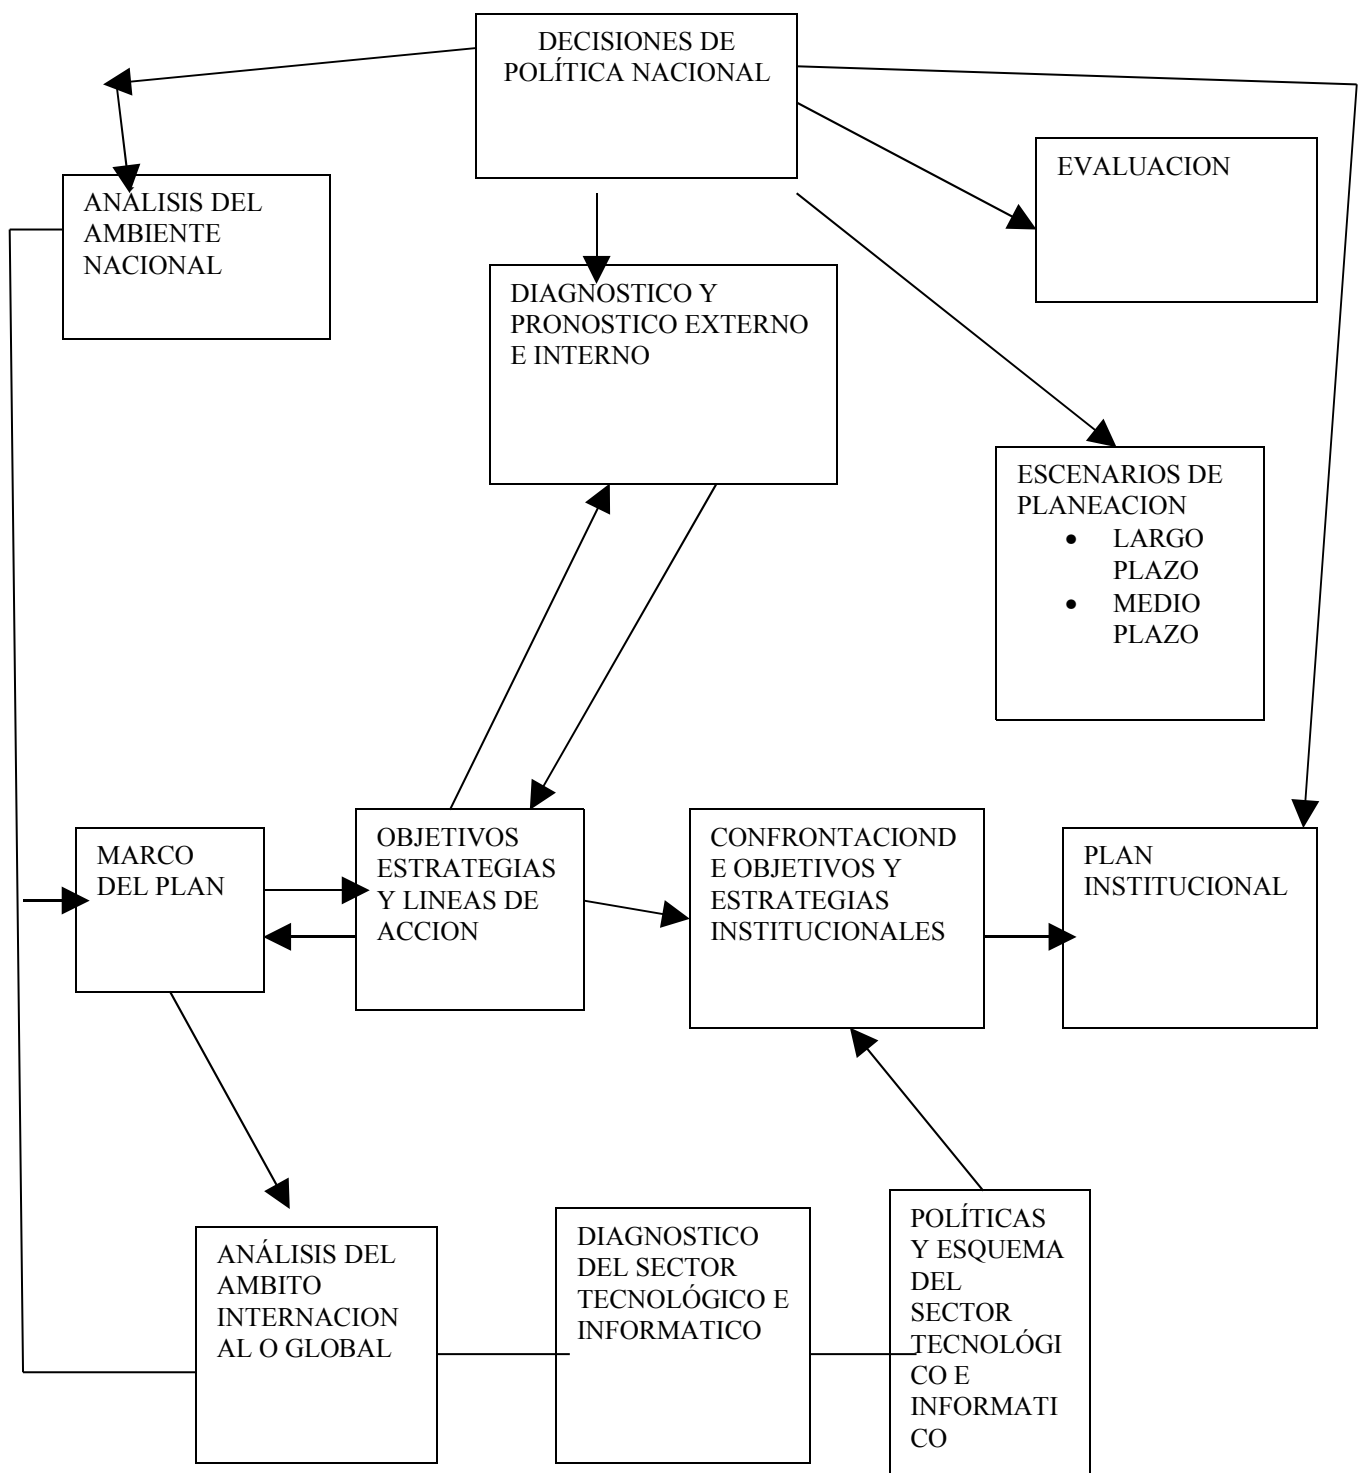 DECISIONES DE
POLÍTICA NACIONAL
EVALUACION
ANÁLISIS DEL
AMBIENTE
NACIONAL
DIAGNOSTICO Y
PRONOSTICO EXTERNO
E INTERNO
ESCENARIOS DE
PLANEACION
• LARGO
PLAZO
• MEDIO
PLAZO
MARCO
DEL PLAN
OBJETIVOS
ESTRATEGIAS
Y LINEAS DE
ACCION
CONFRONTACIOND
E OBJETIVOS Y
ESTRATEGIAS
INSTITUCIONALES
PLAN
INSTITUCIONAL
ANÁLISIS DEL
AMBITO
INTERNACION
AL O GLOBAL
DIAGNOSTICO
DEL SECTOR
TECNOLÓGICO E
INFORMATICO
POLÍTICAS
Y ESQUEMA
DEL
SECTOR
TECNOLÓGI
CO E
INFORMATI
CO